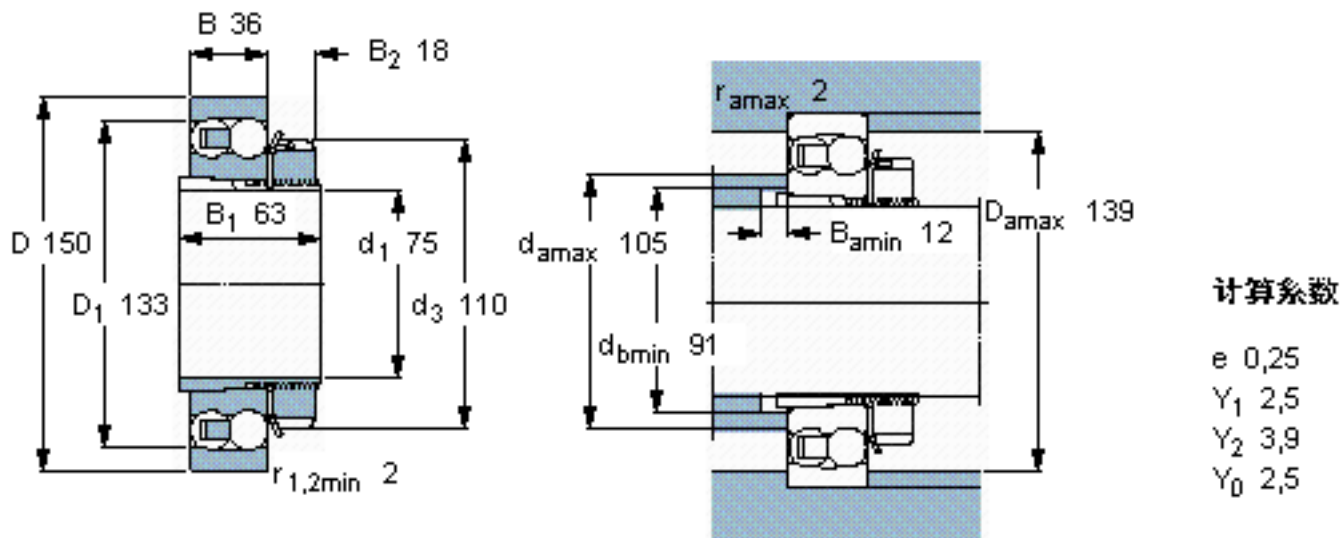 B 36
B2 18
D 150
D1 133
B1 63
d1 75
d3 110
r1,2min 2
ramax 2
damax 105
dbmin 91
Bamin 12
Damax 139
计算系数
e 0,25
Y1 2,5
Y2 3,9
Y0 2,5